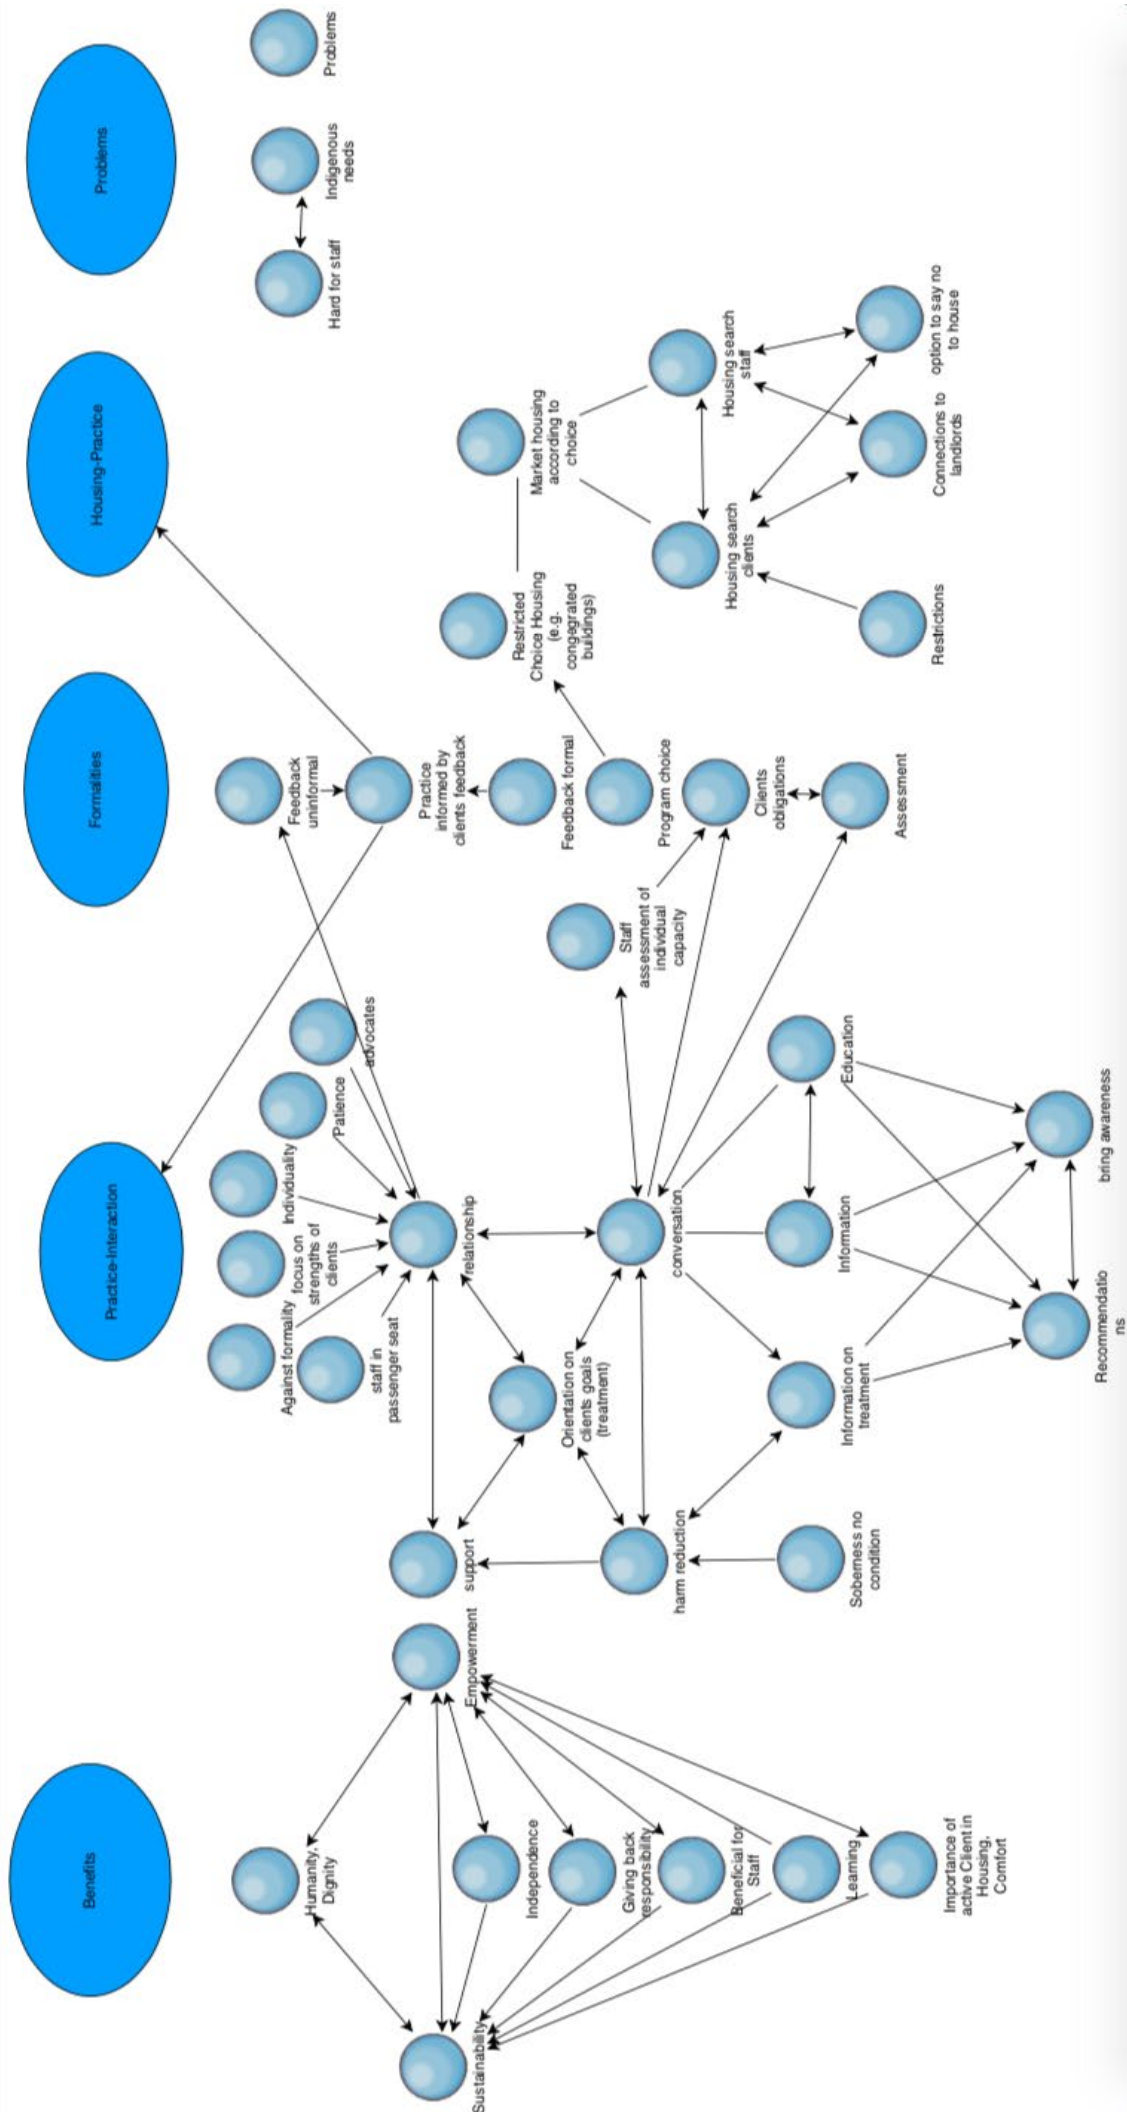 Benefits
Practice-Interaction
Formalities
Housing-Practice
Problems
Humanity,
Dignity
Sustainability
Empowerment
Independence
Giving back
responsibility
Beneficial for
Staff
Learning
Importance of
active Client in
Housing,
Comfort
Against formality
focus on
strengths of
clients
Individuality
Patience
advocates
staff in
passenger seat
relationship
support
Orientation on
clients goals
(treatment)
conversation
harm reduction
Soberness no
condition
Information on
treatment
Information
Education
Recommendatio
ns
bring awareness
Staff
assessment of
individual
capacity
Feedback
uninformal
Practice
informed by
clients feedback
Feedback formal
Program choice
Clients
obligations
Assessment
Restricted
Choice Housing
(e.g.
congegrated
buildings)
Market housing
according to
choice
Housing search
clients
Housing search
staff
Restrictions
Connections to
landlords
option to say no
to house
Hard for staff
Indigenous
needs
Problems